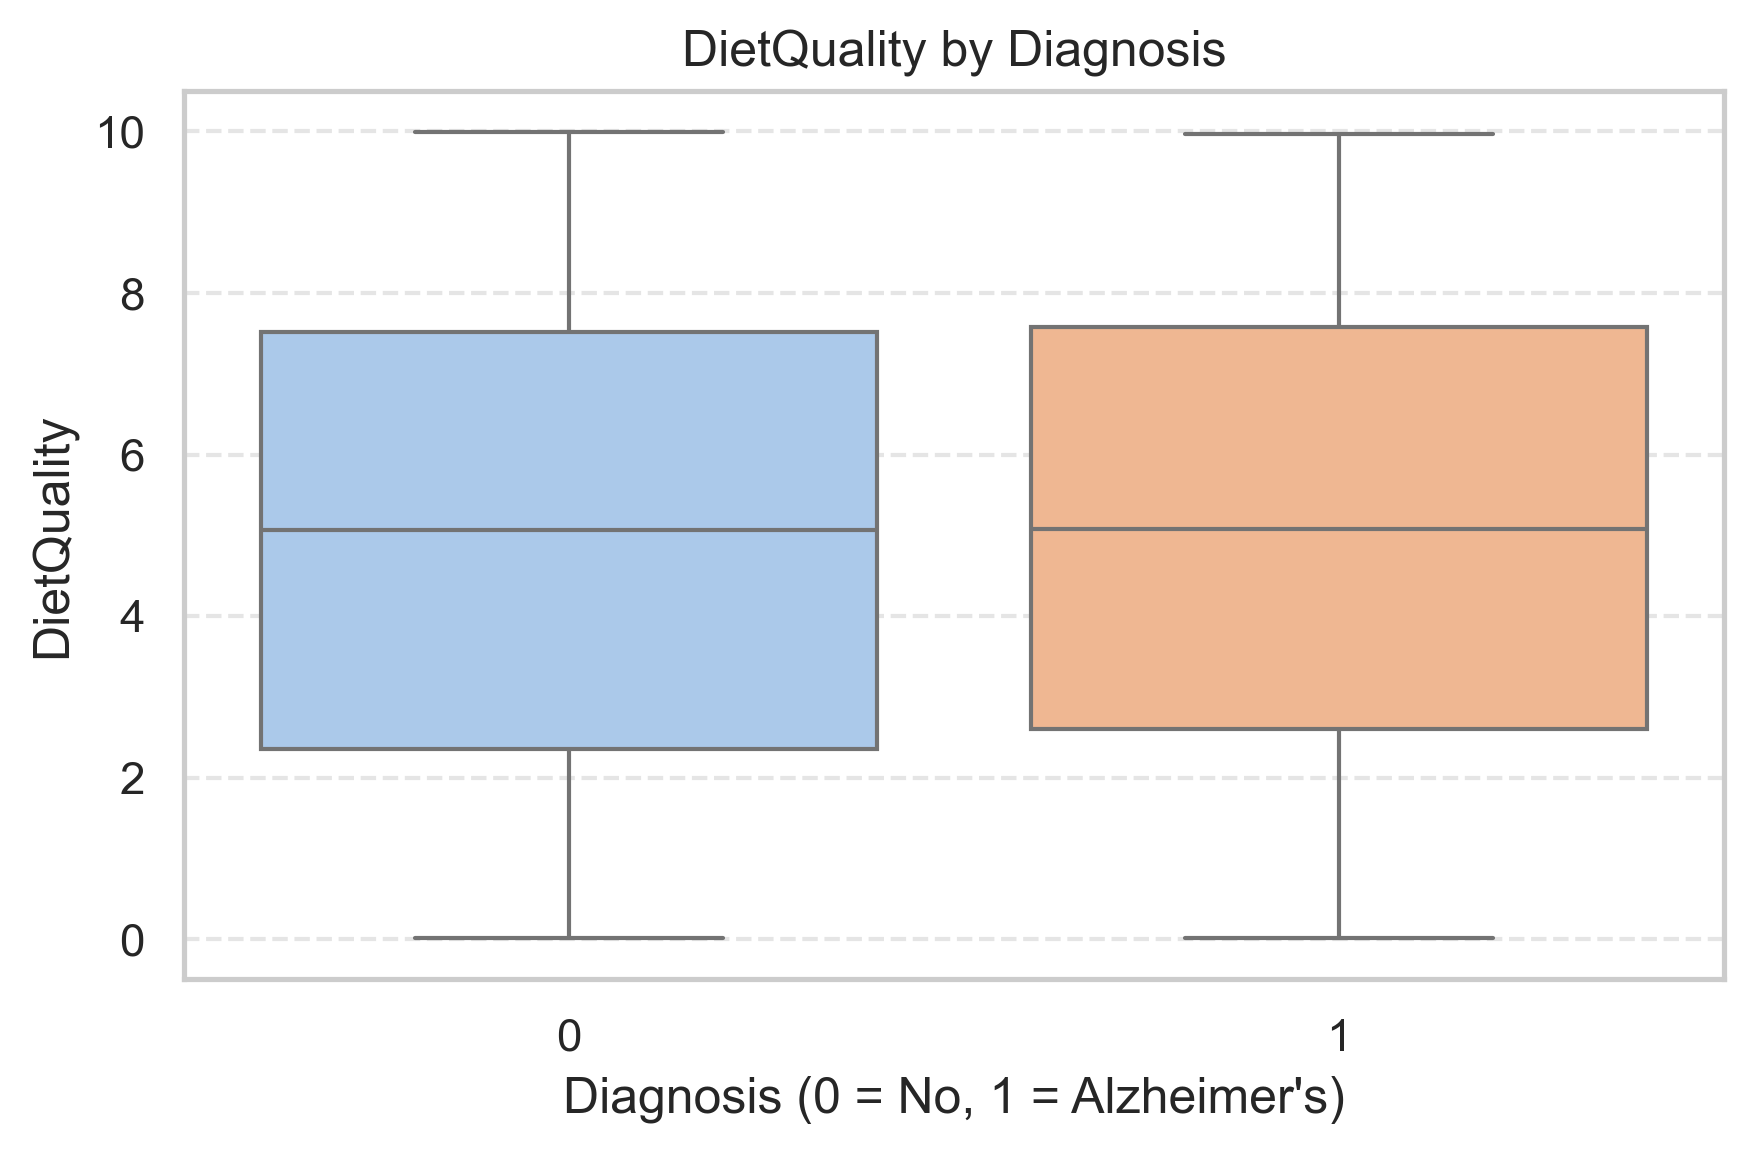 DietQuality by Diagnosis
10
8
6
4
2
0
DietQuality
0 1
Diagnosis (0 = No, 1 = Alzheimer's)